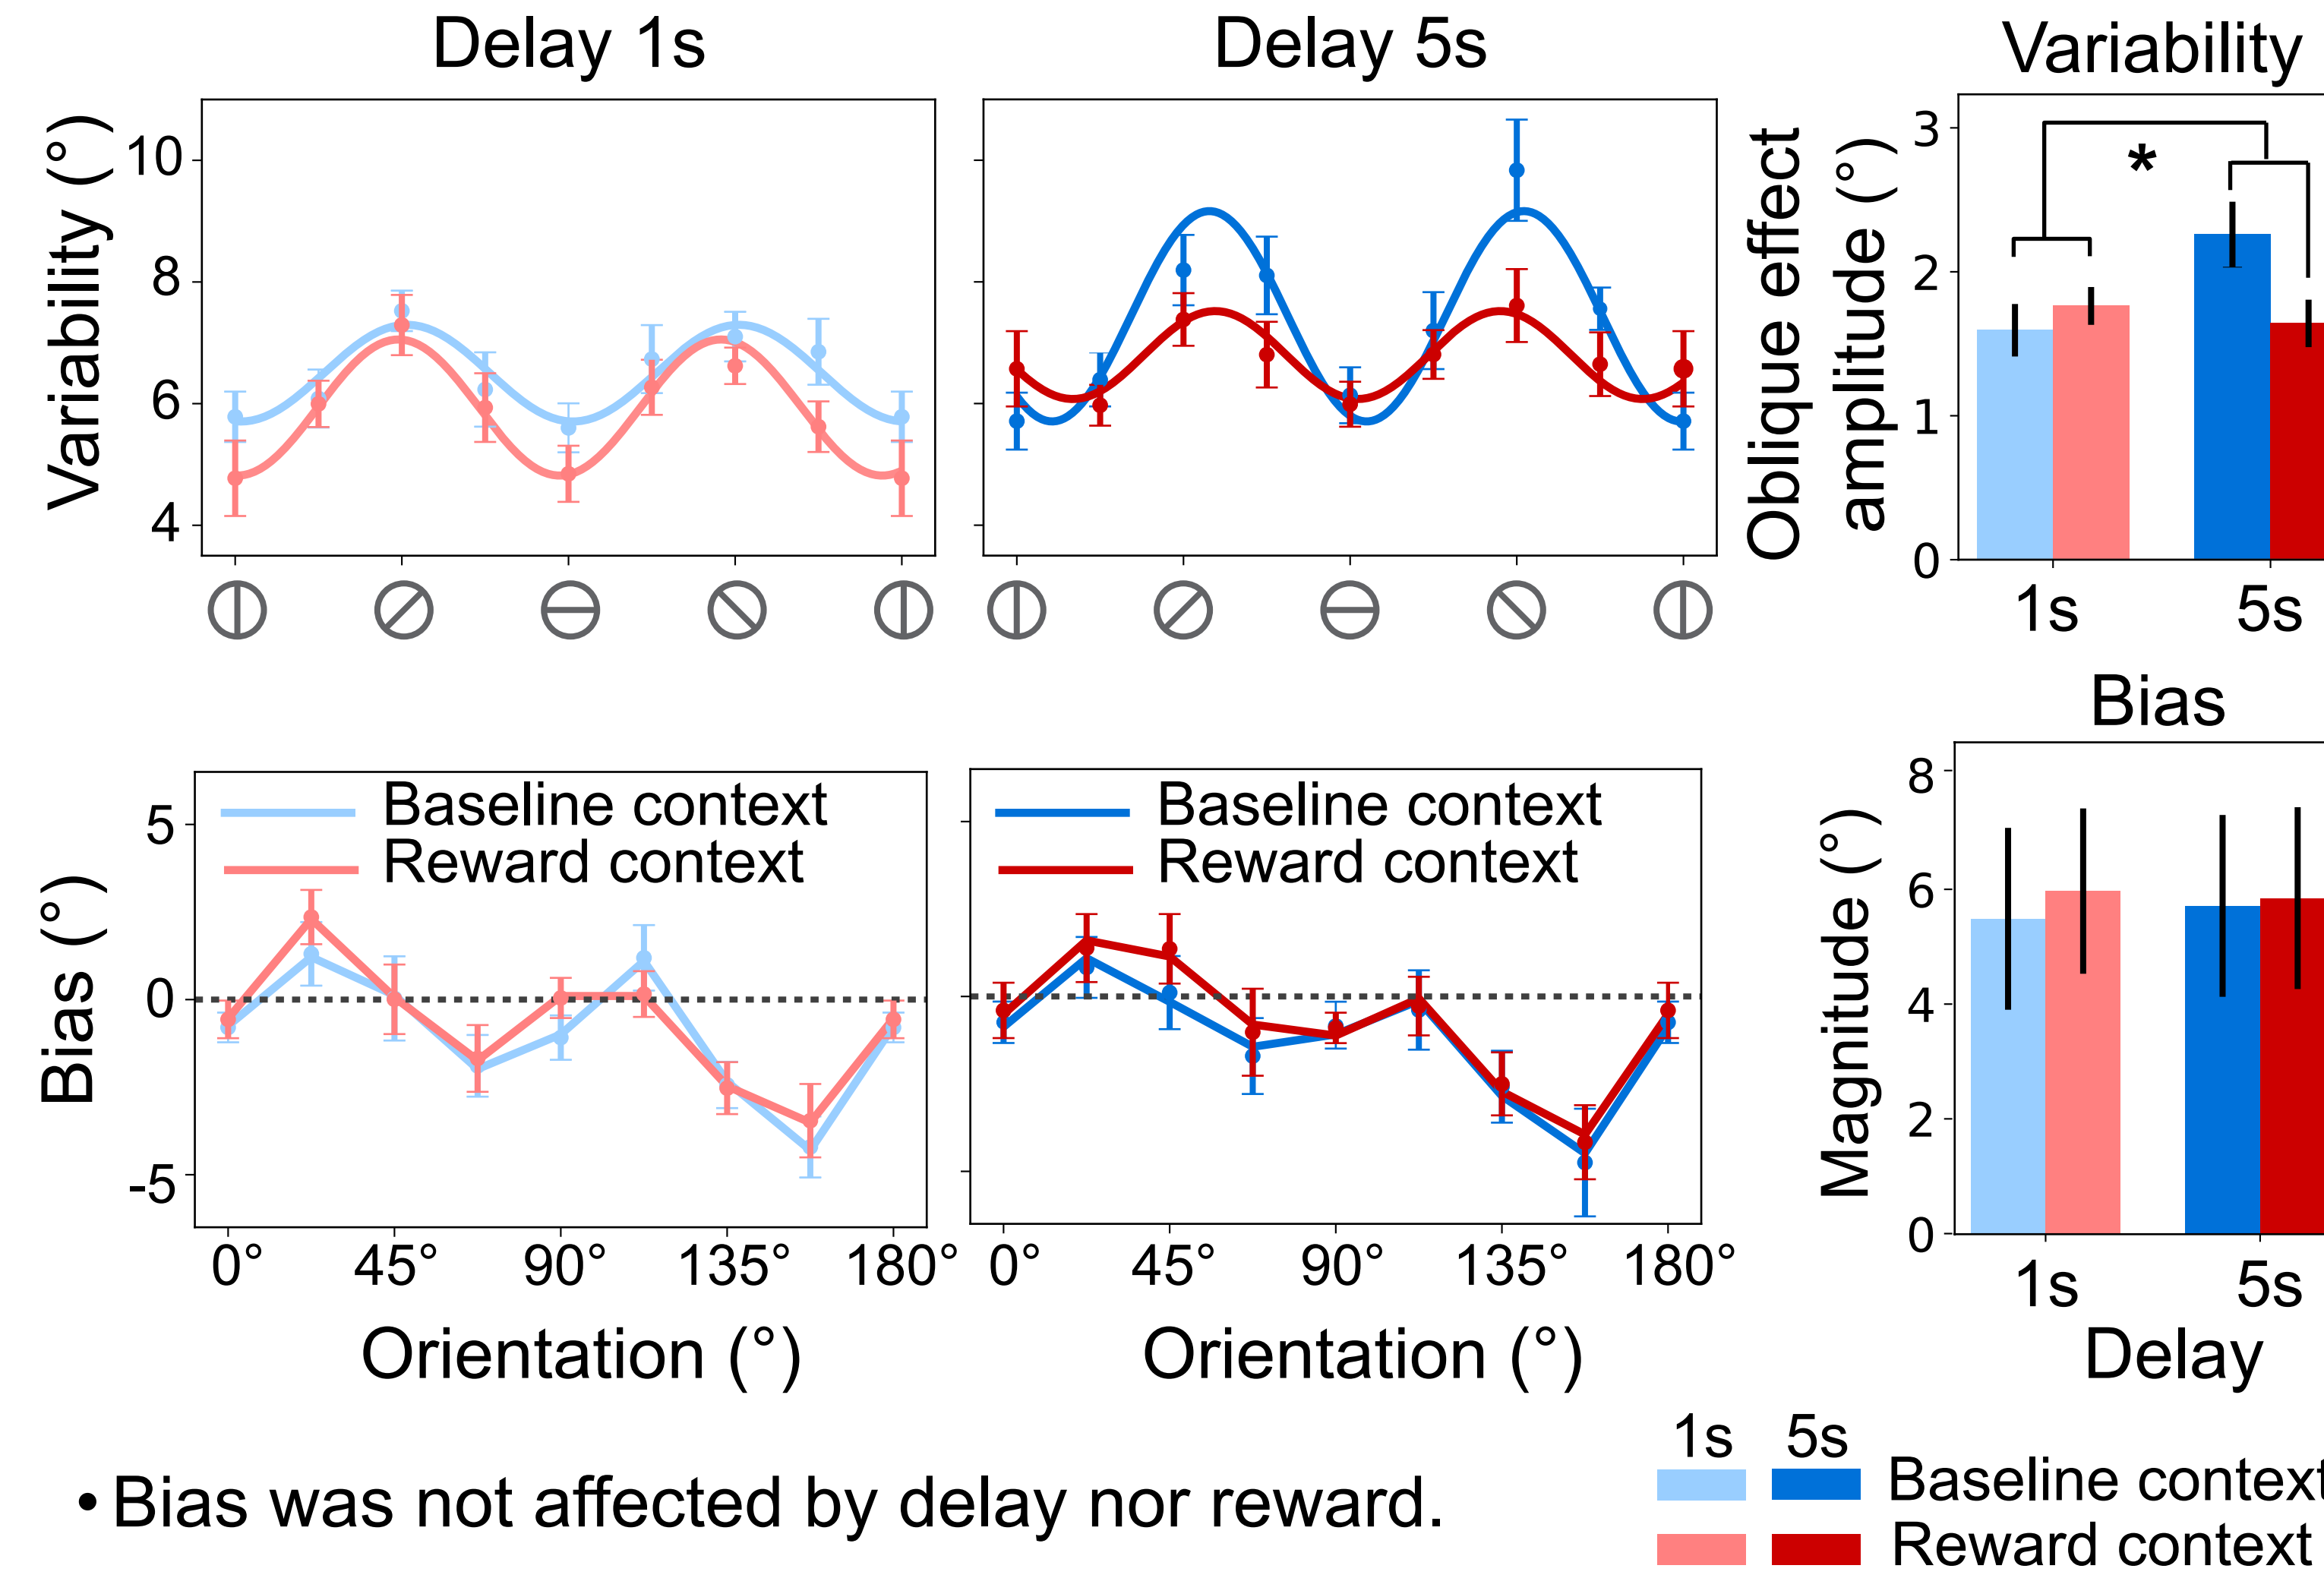 Delay 1s
Delay 5s
Variability
Variability (°)
10
8
6
4
Oblique effect
amplitude (°)
3
2
1
0
*
1s
5s
Bias
Bias (°)
5
0
-5
Baseline context
Reward context
Baseline context
Reward context
0° 45° 90° 135° 180°
0° 45° 90° 135° 180°
Orientation (°)
Orientation (°)
Magnitude (°)
8
6
4
2
0
1s
5s
Delay
• Bias was not affected by delay nor reward.
1s 5s
Baseline context
Reward context